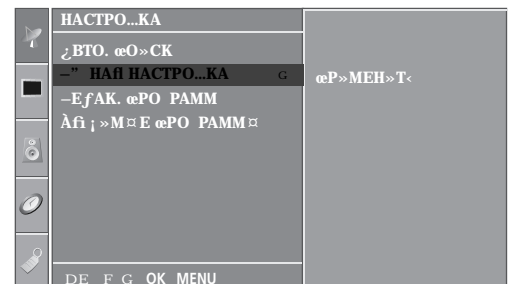 НАСТРО...КА
¿ВТО. œО»СК
–” НАfl НАСТРО...КА G
œР»МЕН»Т‹
–ЕƒАК. œРО РАММ
Àfi ¡»М¤Е œРО РАММ¤
DE F G OK MENU